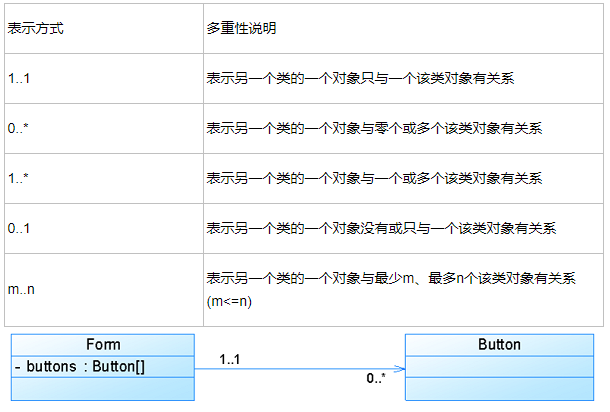 表示方式 多重性说明
1..1 表示另一个类的一个对象只与一个该类对象有关系
0..* 表示另一个类的一个对象与零个或多个该类对象有关系
1..* 表示另一个类的一个对象与一个或多个该类对象有关系
0..1 表示另一个类的一个对象没有或只与一个该类对象有关系
m..n 表示另一个类的一个对象与最少m、最多n个该类对象有关系
(m<=n)
Form
- buttons : Button[]
1..1
0..*
Button